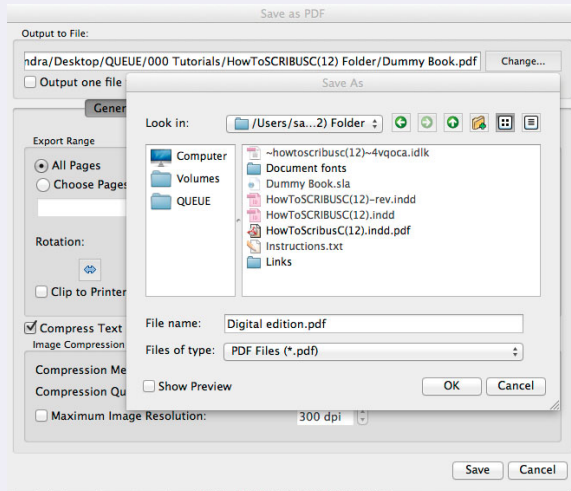 Save as PDF
Output to File:
ndra/Desktop/QUEUE/000 Tutorials/HowToSCRIBUSC(12) Folder/Dummy Book.pdf Change...
Output one file
Save As
Gener
Look in: /Users/sa...2) Folder
Export Range
All Pages
Choose Pages
Rotation:
Clip to Printer
Computer
Volumes
QUEUE
~howtoscribusc(12)~4vqoca.idlk
Document fonts
Dummy Book.sla
HowToSCRIBUSC(12)-rev.indd
HowToSCRIBUSC(12).indd
HowToScribusC(12).indd.pdf
Instructions.txt
Links
File name: Digital edition.pdf
Files of type: PDF Files (*.pdf)
Show Preview OK Cancel
Compress Text
Image Compression
Compression Me
Compression Qu
Maximum Image Resolution: 300 dpi
Save Cancel